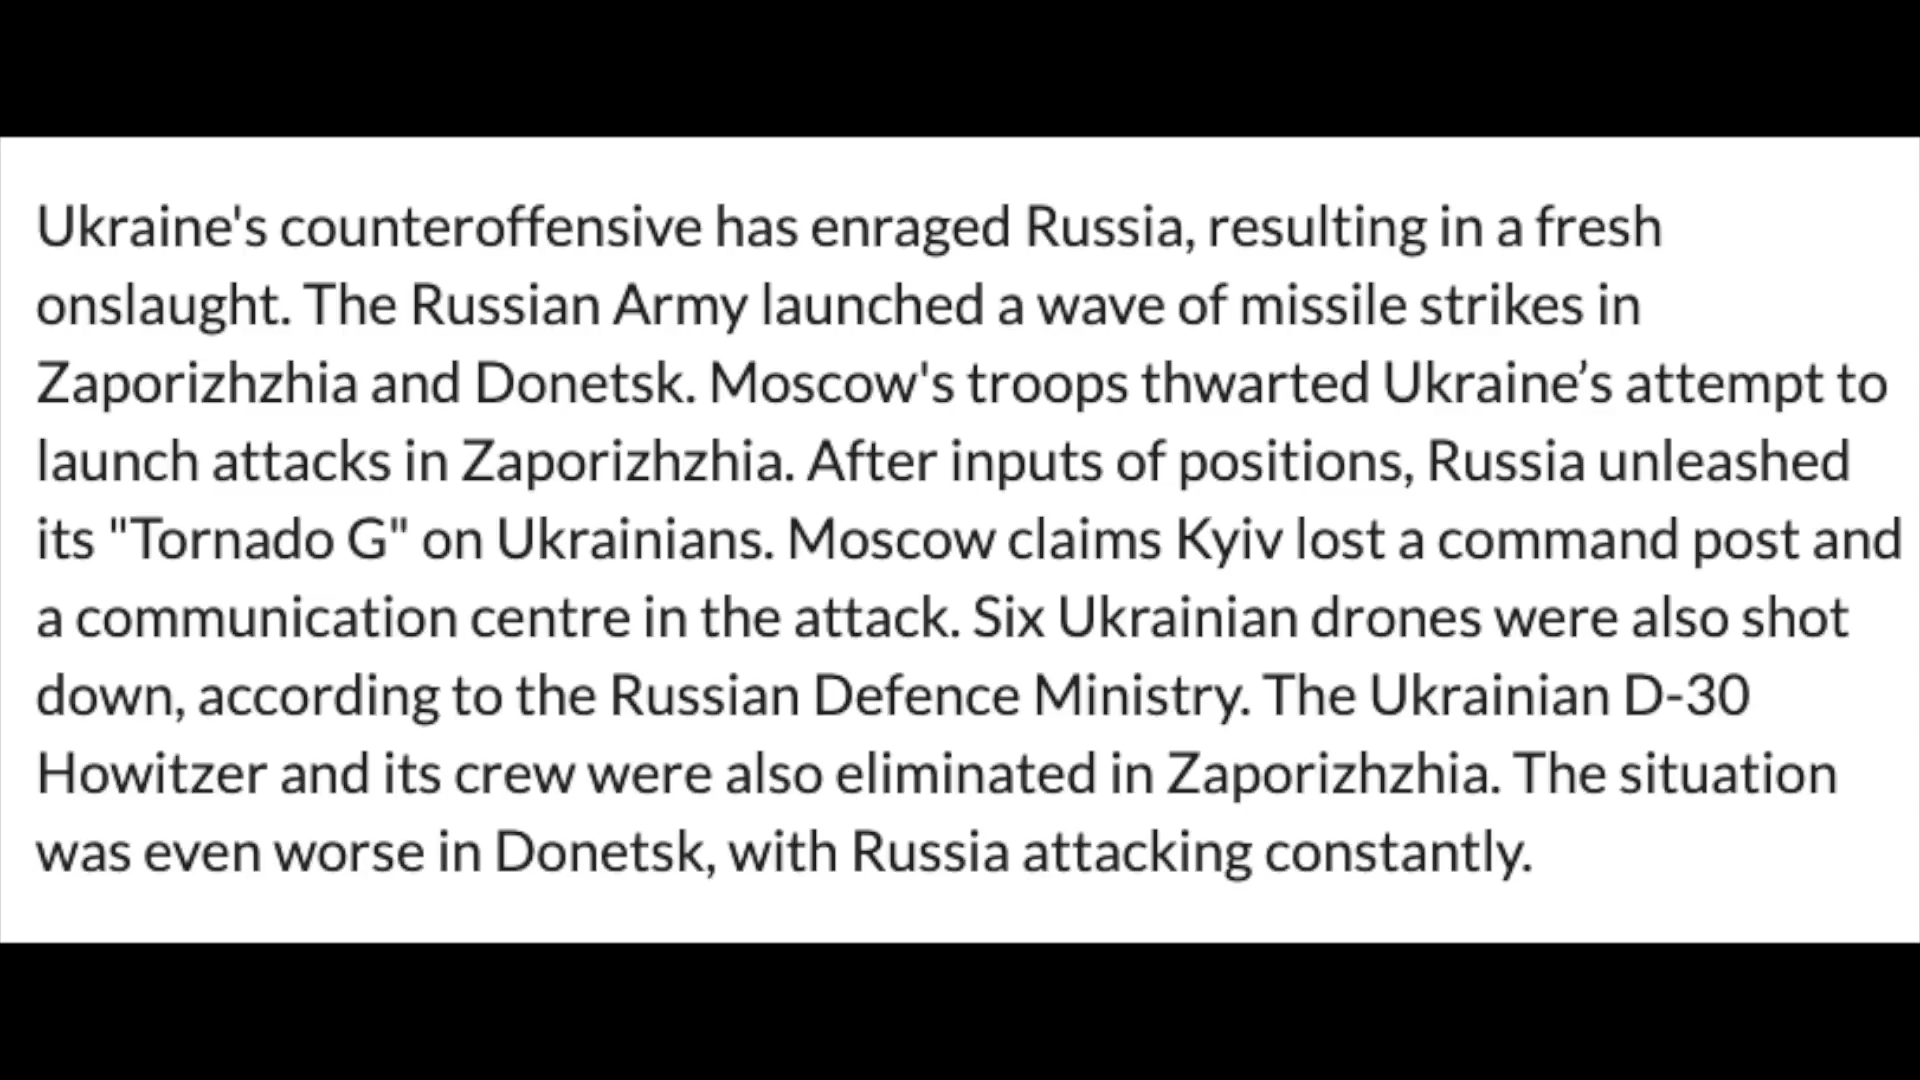 Ukraine's counteroffensive has enraged Russia, resulting in a fresh
onslaught. The Russian Army launched a wave of missile strikes in
Zaporizhzhia and Donetsk. Moscow's troops thwarted Ukraine’s attempt to
launch attacks in Zaporizhzhia. After inputs of positions, Russia unleashed
its "Tornado G" on Ukrainians. Moscow claims Kyiv lost a command post and
a communication centre in the attack. Six Ukrainian drones were also shot
down, according to the Russian Defence Ministry. The Ukrainian D-30
Howitzer and its crew were also eliminated in Zaporizhzhia. The situation
was even worse in Donetsk, with Russia attacking constantly.